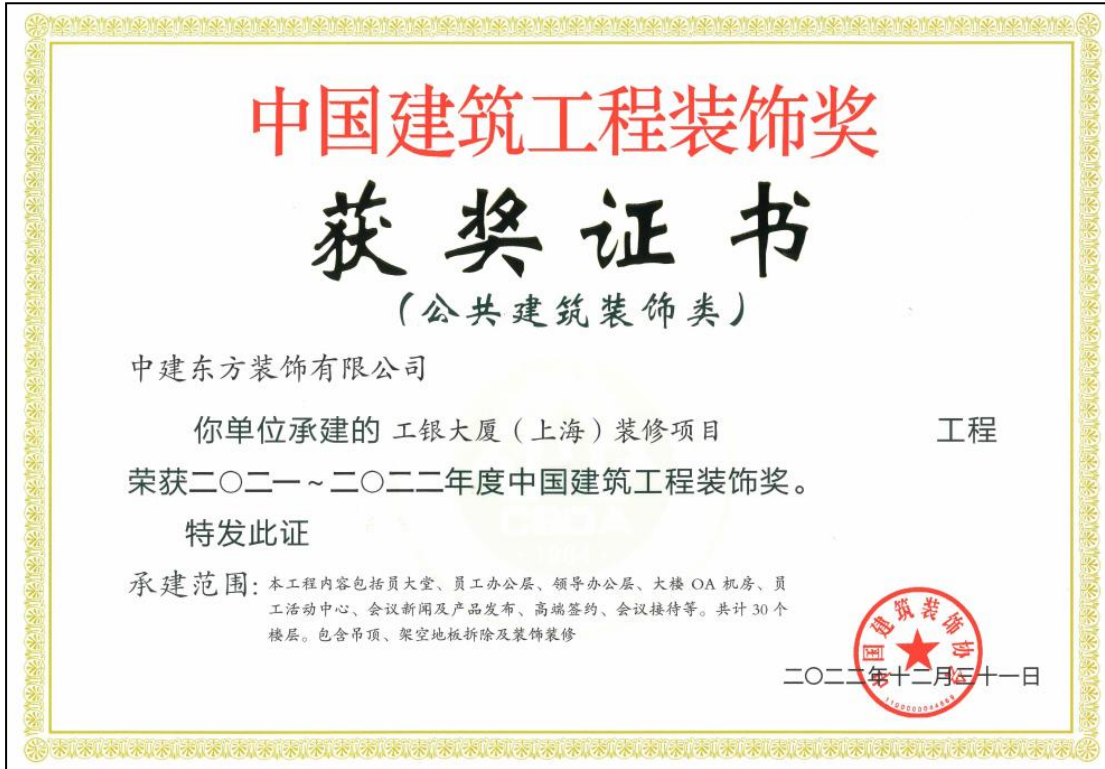 中国建筑工程装饰奖
获奖证书
(公共建筑装饰类)
中建东方装饰有限公司
你单位承建的 工银大厦(上海)装修项目 工程
荣获二〇二一~二〇二二年度中国建筑工程装饰奖。
特发此证
承建范围:本工程内容包括员大堂、员工办公层、领导办公层、大楼 OA 机房、员
工活动中心、会议新闻及产品发布、高端签约、会议接待等。共计 30 个
楼层。包含吊顶、架空地板拆除及装饰装修
中国建筑装饰协会
二〇二二年十二月三十一日
CBDA